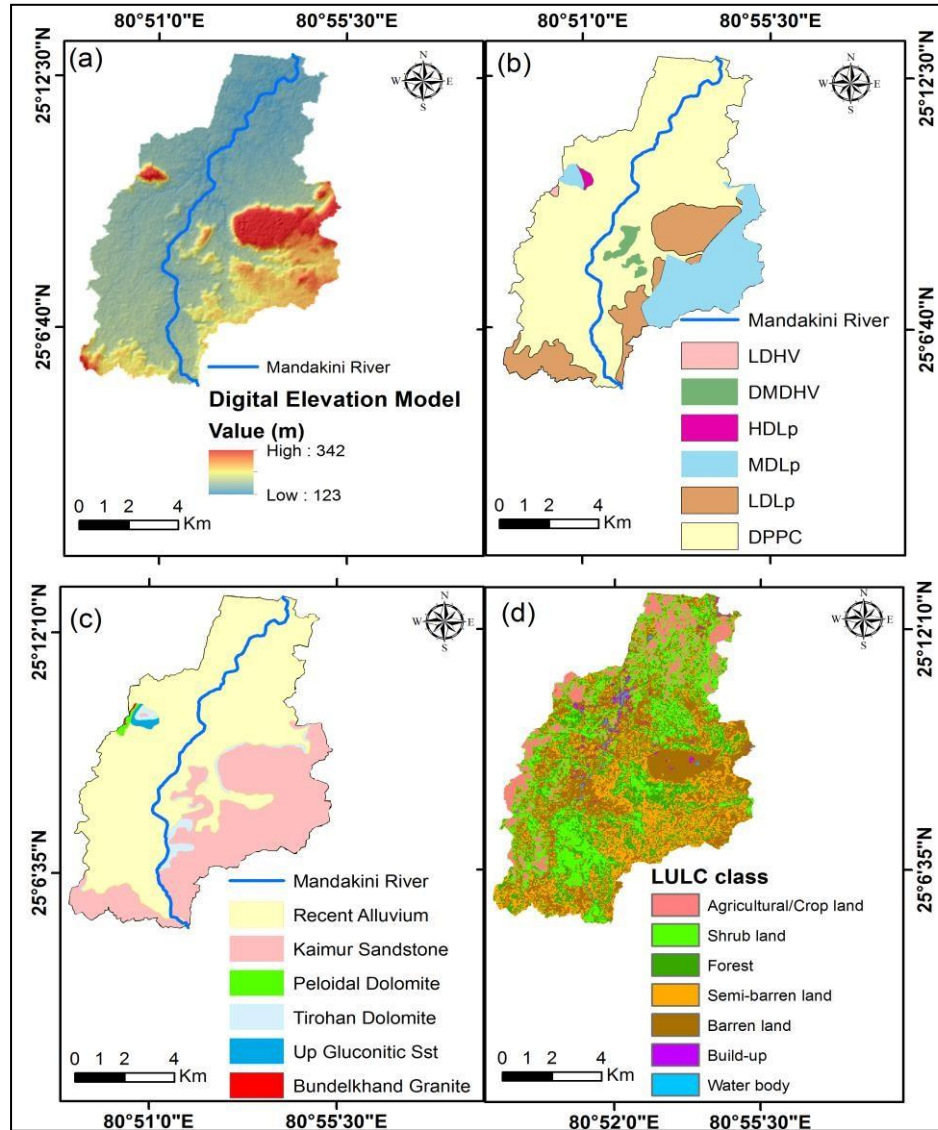 80°51'0"E 80°55'30"E 80°51'0"E 80°55'30"E
(a)
N
W E
S
25°12'30"N
25°6'40"N
Mandakini River
Digital Elevation Model
Value (m)
High : 342
Low : 123
0 1 2 4
Km
(b)
N
W E
S
25°12'30"N
25°6'40"N
Mandakini River
LDHV
DMDHV
HDLp
MDLp
LDLp
DPPC
0 1 2 4
Km
(c)
N
W E
S
25°12'10"N
25°6'35"N
Mandakini River
Recent Alluvium
Kaimur Sandstone
Peloidal Dolomite
Tirohan Dolomite
Up Gluconitic Sst
Bundelkhand Granite
0 1 2 4
Km
(d)
N
W E
S
25°12'10"N
25°6'35"N
LULC class
Agricultural/Crop land
Shrub land
Forest
Semi-barren land
Barren land
Build-up
Water body
0 1 2 4
Km
80°51'0"E 80°55'30"E 80°52'0"E 80°55'30"E